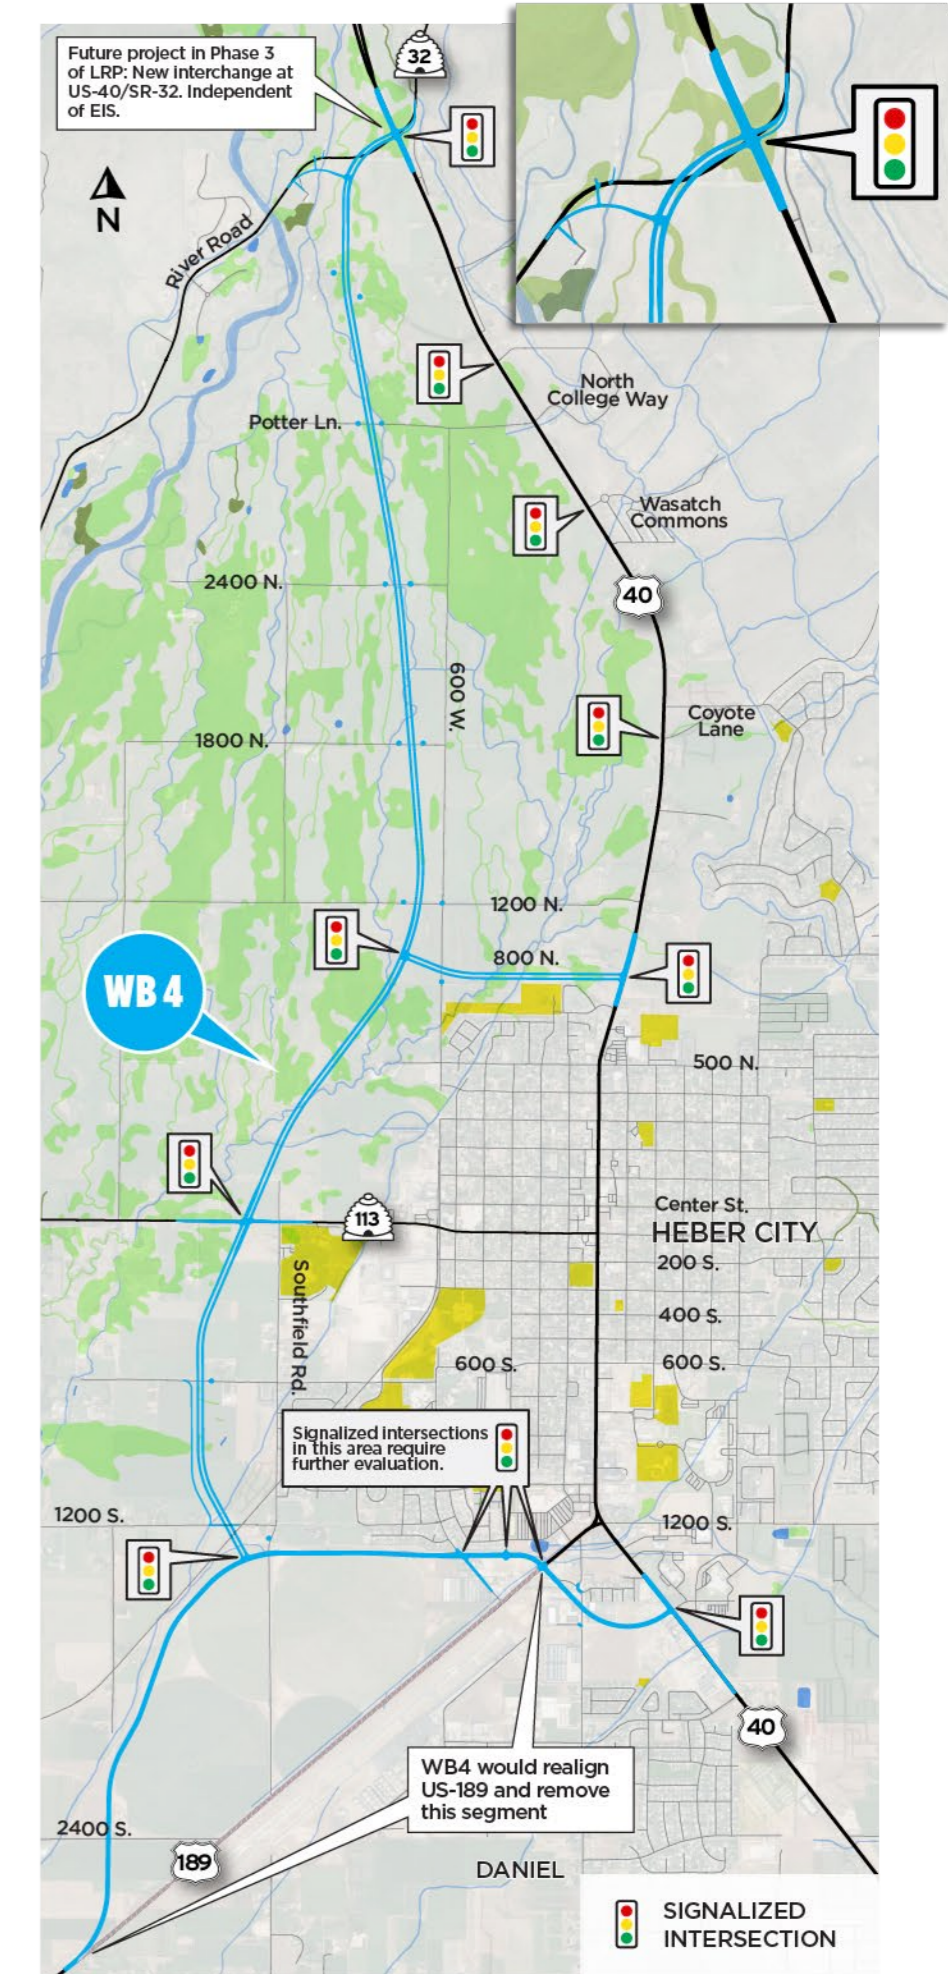 Future project in Phase 3
of LRP: New interchange at
US-40/SR-32. Independent
of EIS.
32
N
River Road
North
College Way
Potter Ln.
Wasatch
Commons
2400 N.
40
600 W.
Coyote
Lane
1800 N.
1200 N.
800 N.
WB4
500 N.
Center St.
113
HEBER CITY
200 S.
Southfield Rd.
400 S.
600 S.
600 S.
Signalized intersections
in this area require
further evaluation.
1200 S.
1200 S.
40
WB4 would realign
US-189 and remove
this segment
2400 S.
189
DANIEL
SIGNALIZED
INTERSECTION